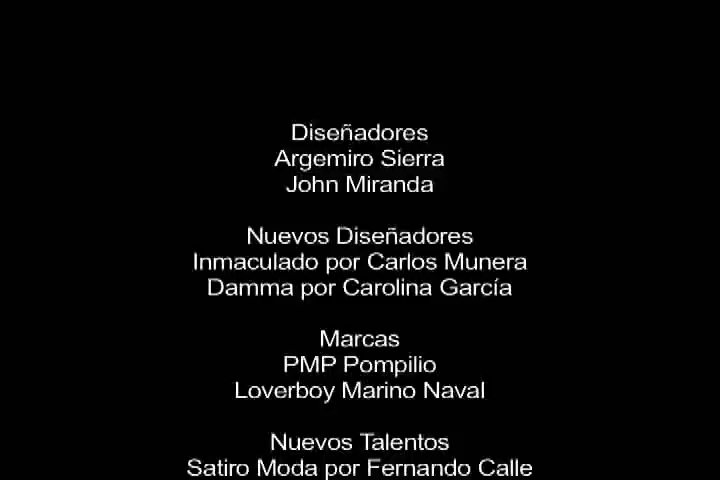 Diseñadores
Argemiro Sierra
John Miranda
Nuevos Diseñadores
Inmaculado por Carlos Munera
Damma por Carolina García
Marcas
PMP Pompilio
Loverboy Marino Naval
Nuevos Talentos
Satiro Moda por Fernando Calle